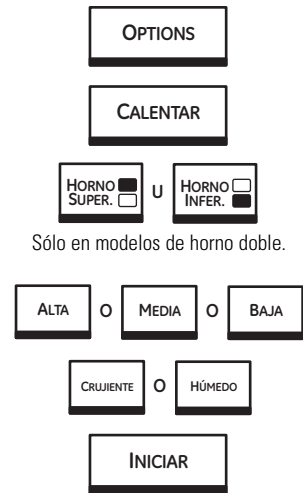 OPTIONS
CALENTAR
HORNO SUPER. U HORNO INFER.
Sólo en modelos de horno doble.
ALTA O MEDIA O BAJA
CRUJIENTE O HÚMEDO
INICIAR